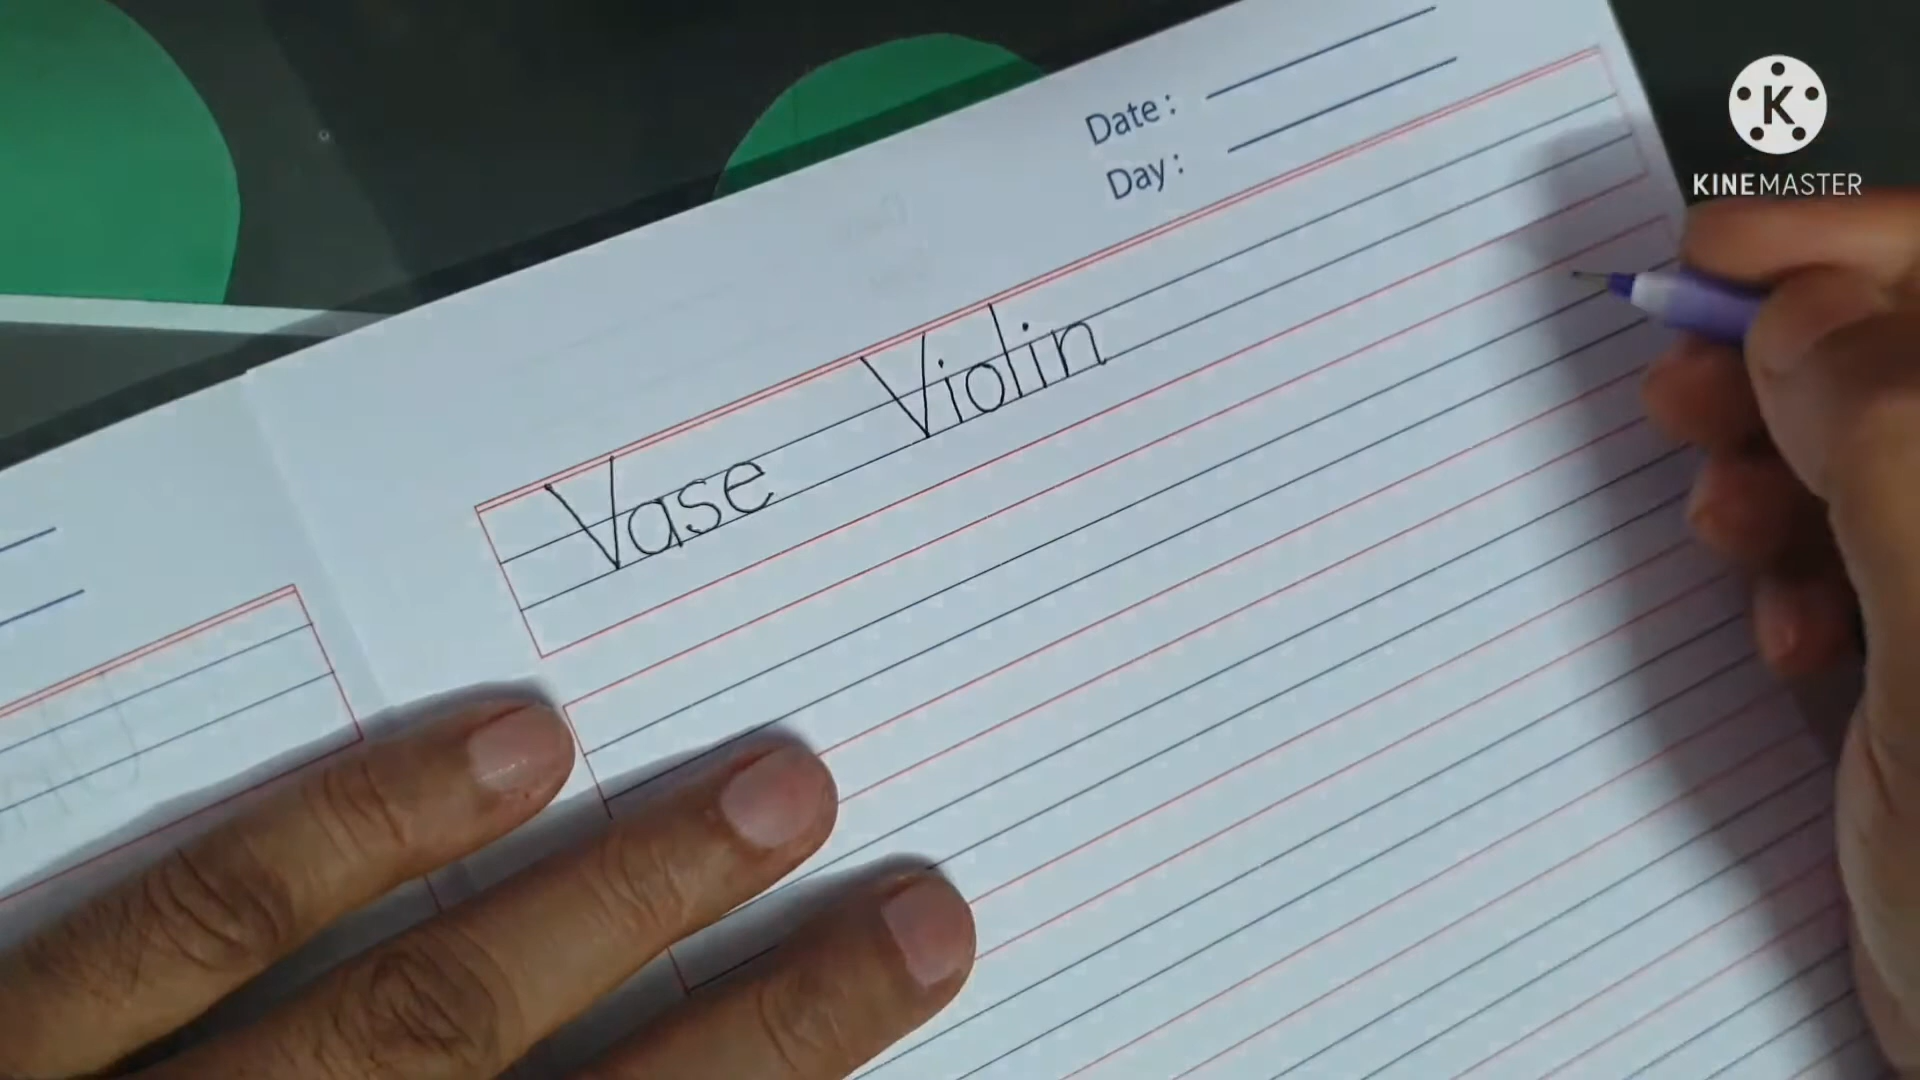 Date :
Day :
K
KINEMASTER
Vase Violin